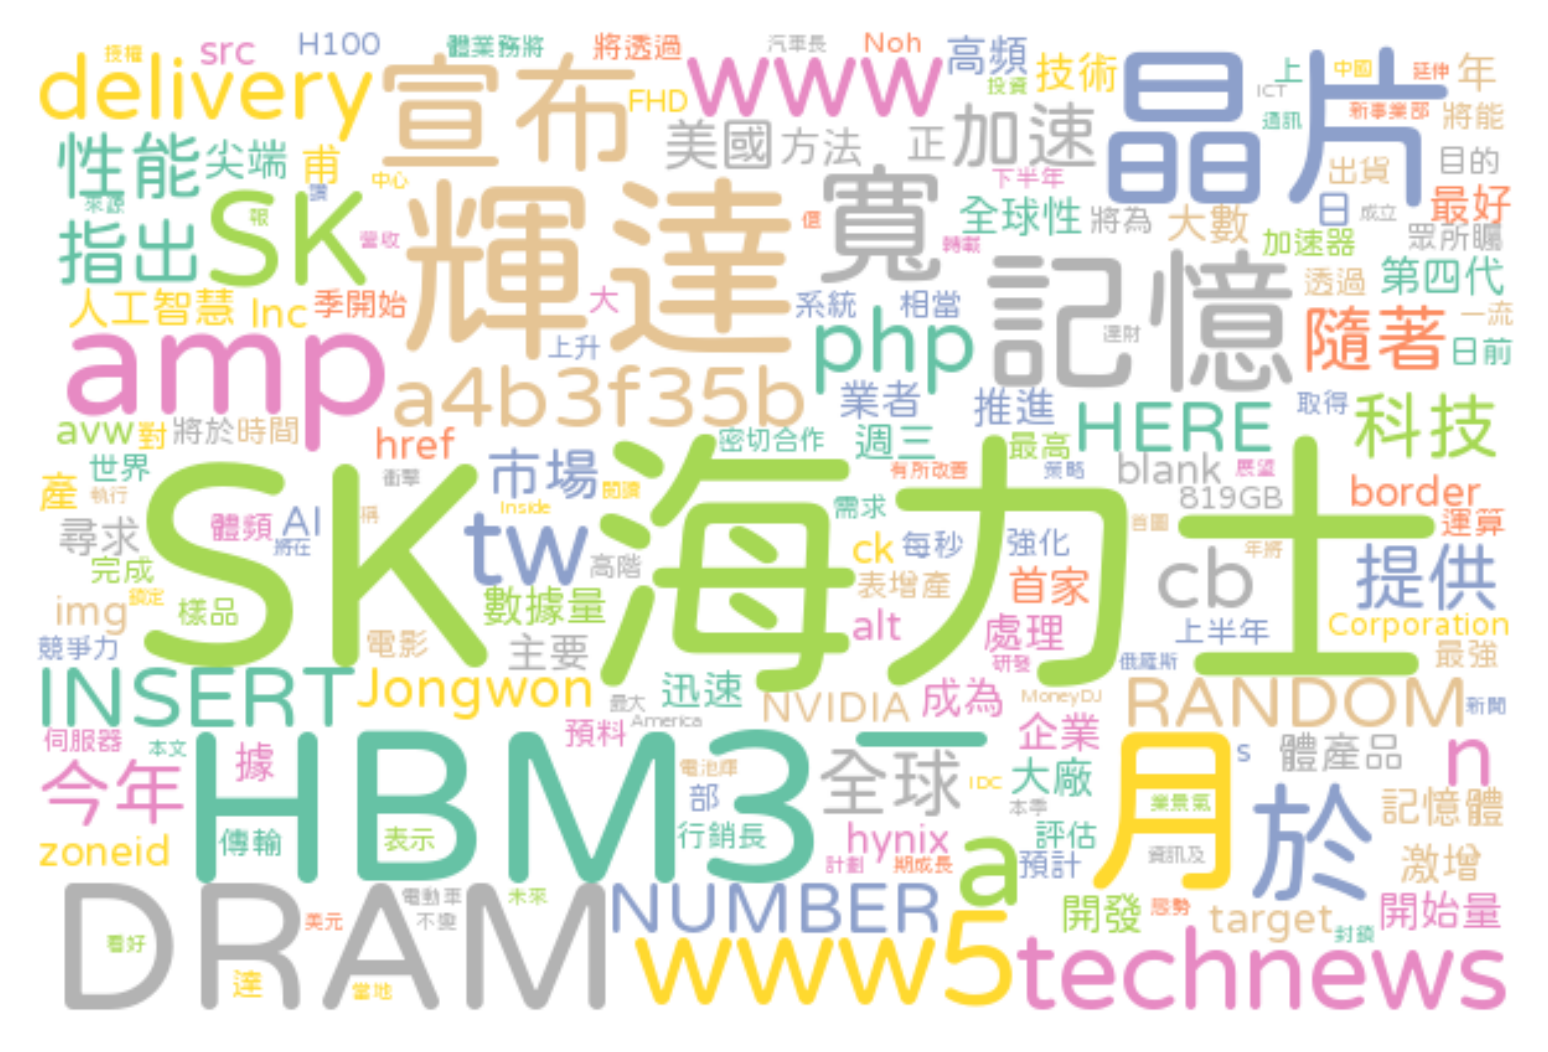 授權 src H100 體業務將 將透過 汽車長 Noh 高頻 技術 晶片 上 中國 延伸 年
delivery 宣布 FHD www 投資 ICT 通訊 新事業部 將能
性能 尖端 甫 中心 美國 方法 正 加速 出貨 目的
來源 SK 讚 報 輝達 價 寬 下半年 全球性 將為 大數 日 成立 最好
指出 營收 轉載 加速器 眾所矚
人工智慧 Inc 季開始 大 系統 相當 記憶 透過 第四代
amp 上升 php 達財 隨著 一流 日前
a4b3f35b 業者 推進 HERE 取得 科技
avw 對 將於 時間 href 密切合作 週三 最高
世界 衝擊 市場 閱讀 有所改善 策略 blank 展望
產 執行 SK海力士 Inside 需求 819GB border
尋求 體頻 AI 稱 tw 首圖 運算
將在 高階 ck 每秒 強化 年將
完成 cb 提供
img 鎖定 樣品 數據量 表增產 首家
競爭力 電影 主要 alt 處理 上半年 Corporation
研發 俄羅斯 最強
INSERT Jongwon 最大 迅速 NVIDIA 成為 MoneyDJ RANDOM 新聞
伺服器 本文 America 預料 一 企業 s 體產品 n
今年 據 HBM3 電池暉 全球 IDC 大廠 月
部 本季 業景氣 於 記憶體
zoneid 傳輸 表示 行銷長 hynix 評估
計劃 期成長 a 預計 資訊及 激增
DRAM 電動車 未來 NUMBER 開發 態勢 target 開始量
看好 美元 不變 封鎖
達 當地 www5 technews